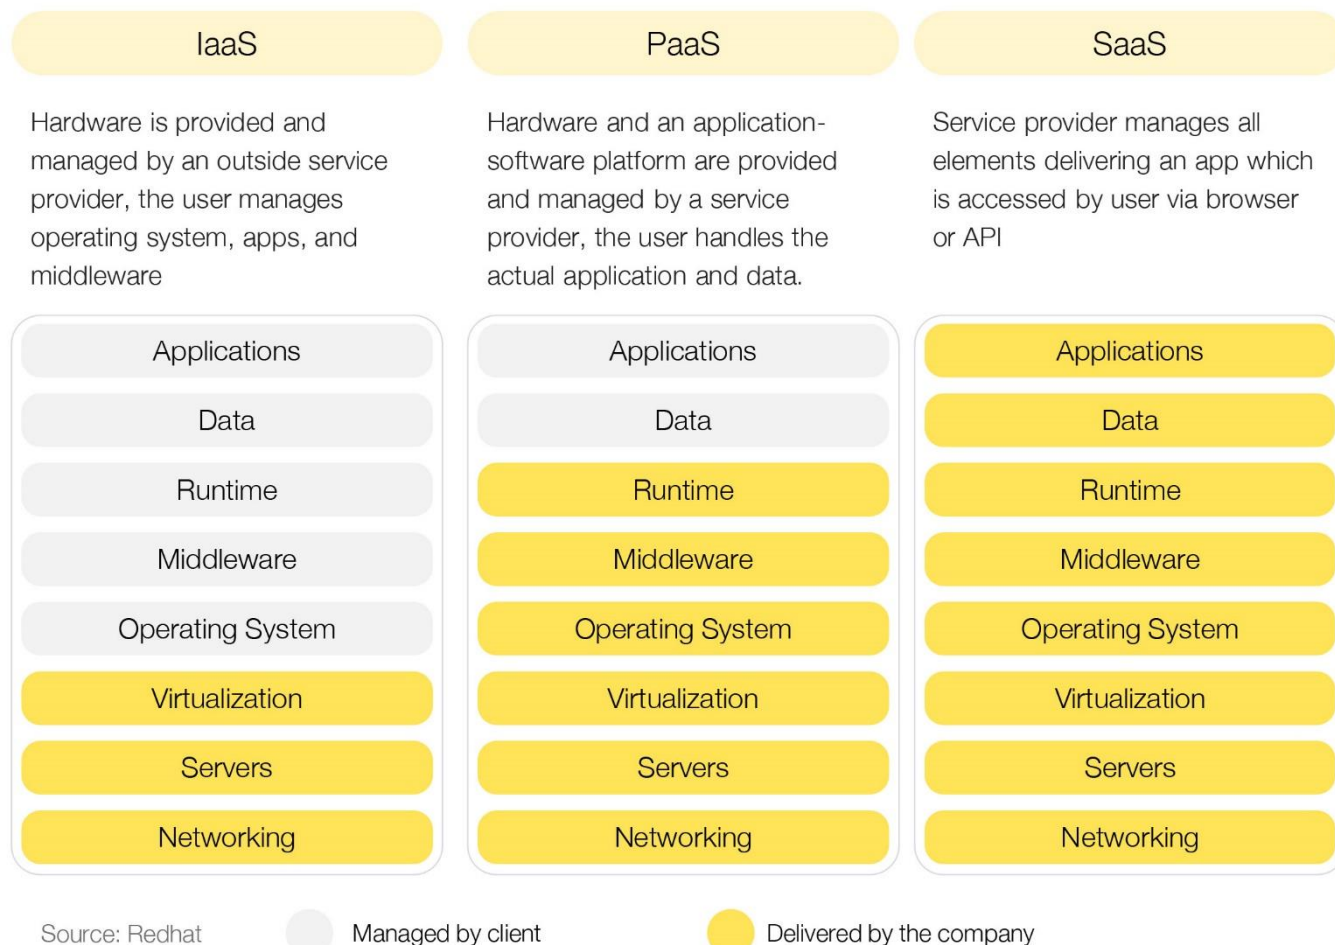 IaaS
Hardware is provided and
managed by an outside service
provider, the user manages
operating system, apps, and
middleware
Applications
Data
Runtime
Middleware
Operating System
Virtualization
Servers
Networking
PaaS
Hardware and an application-
software platform are provided
and managed by a service
provider, the user handles the
actual application and data.
Applications
Data
Runtime
Middleware
Operating System
Virtualization
Servers
Networking
SaaS
Service provider manages all
elements delivering an app which
is accessed by user via browser
or API
Applications
Data
Runtime
Middleware
Operating System
Virtualization
Servers
Networking
Source: Redhat
Managed by client
Delivered by the company